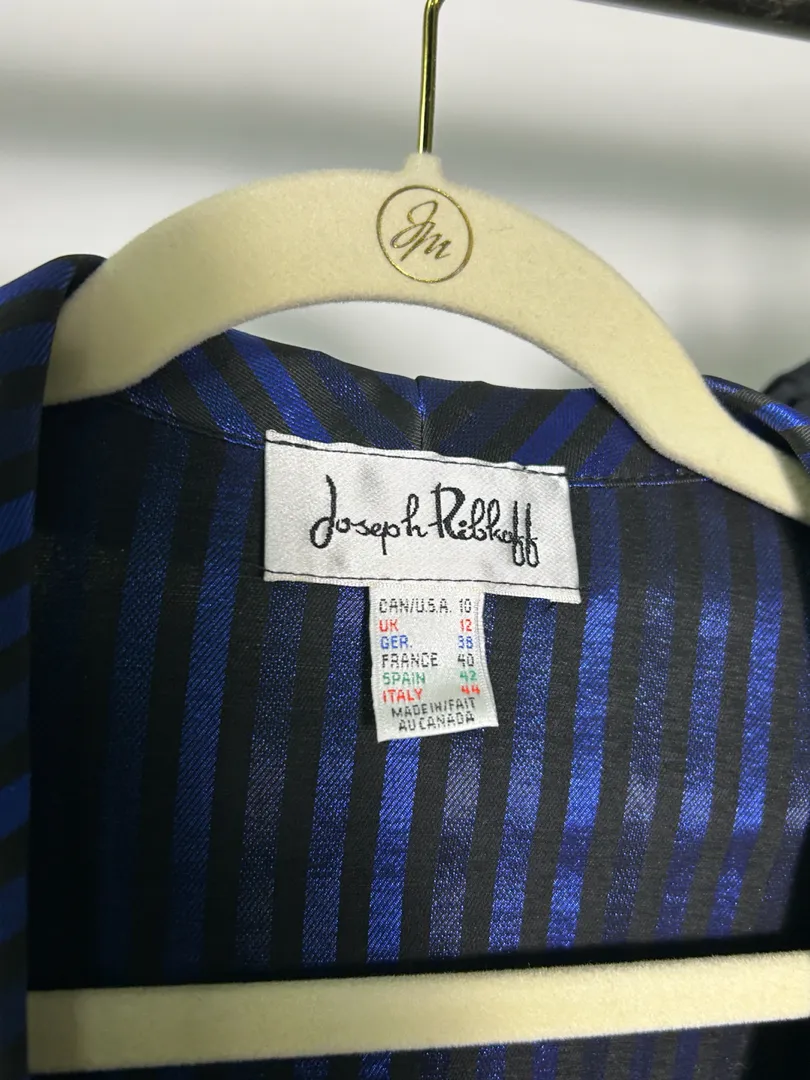 JM
Joseph Ribkoff
CAN/U.S.A. 10
UK 12
GER. 38
FRANCE 40
SPAIN 42
ITALY 44
MADE IN/FAIT
AU CANADA